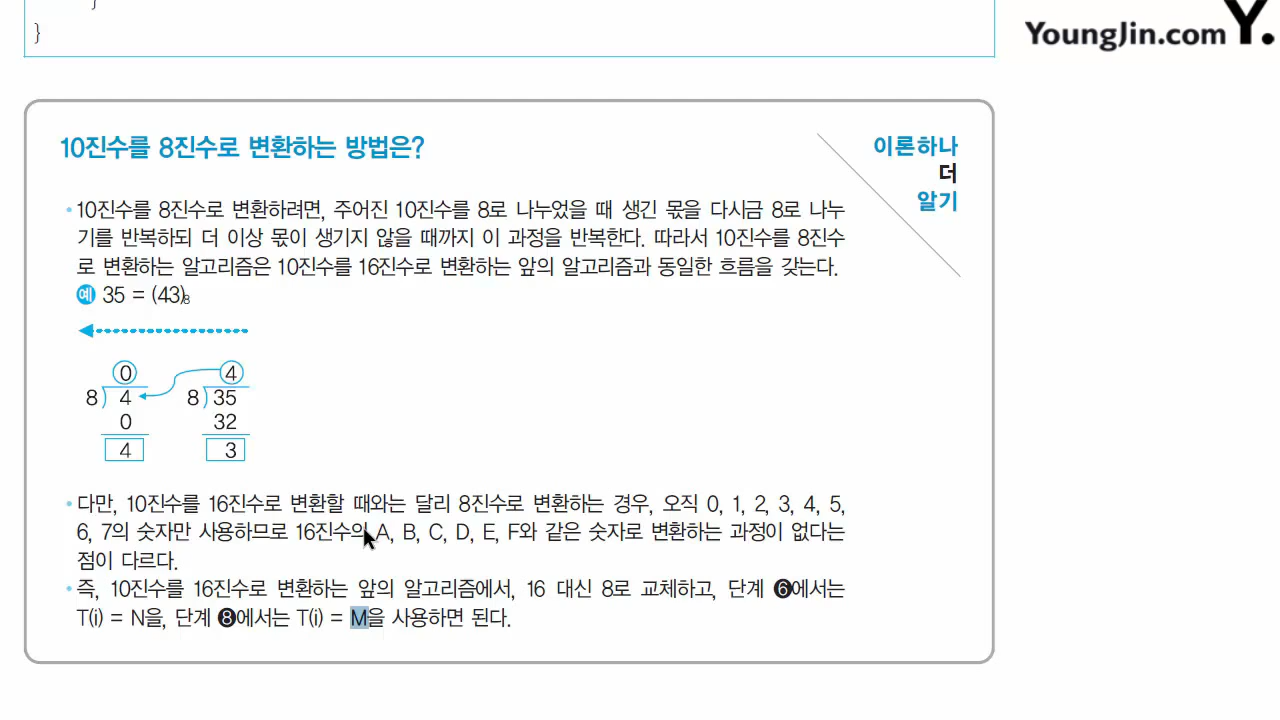 }
}
YoungJin.com Y.
10진수를 8진수로 변환하는 방법은?
이론하나
더
알기
• 10진수를 8진수로 변환하려면, 주어진 10진수를 8로 나누었을 때 생긴 몫을 다시금 8로 나누
기를 반복하되 더 이상 몫이 생기지 않을 때까지 이 과정을 반복한다. 따라서 10진수를 8진수
로 변환하는 알고리즘은 10진수를 16진수로 변환하는 앞의 알고리즘과 동일한 흐름을 갖는다.
예 35 = (43)8
0 4
8) 4 8) 35
0 32
4 3
• 다만, 10진수를 16진수로 변환할 때와는 달리 8진수로 변환하는 경우, 오직 0, 1, 2, 3, 4, 5,
6, 7의 숫자만 사용하므로 16진수의 A, B, C, D, E, F와 같은 숫자로 변환하는 과정이 없다는
점이 다르다.
• 즉, 10진수를 16진수로 변환하는 앞의 알고리즘에서, 16 대신 8로 교체하고, 단계 ❻에서는
T(i) = N을, 단계 ❽에서는 T(i) = M을 사용하면 된다.